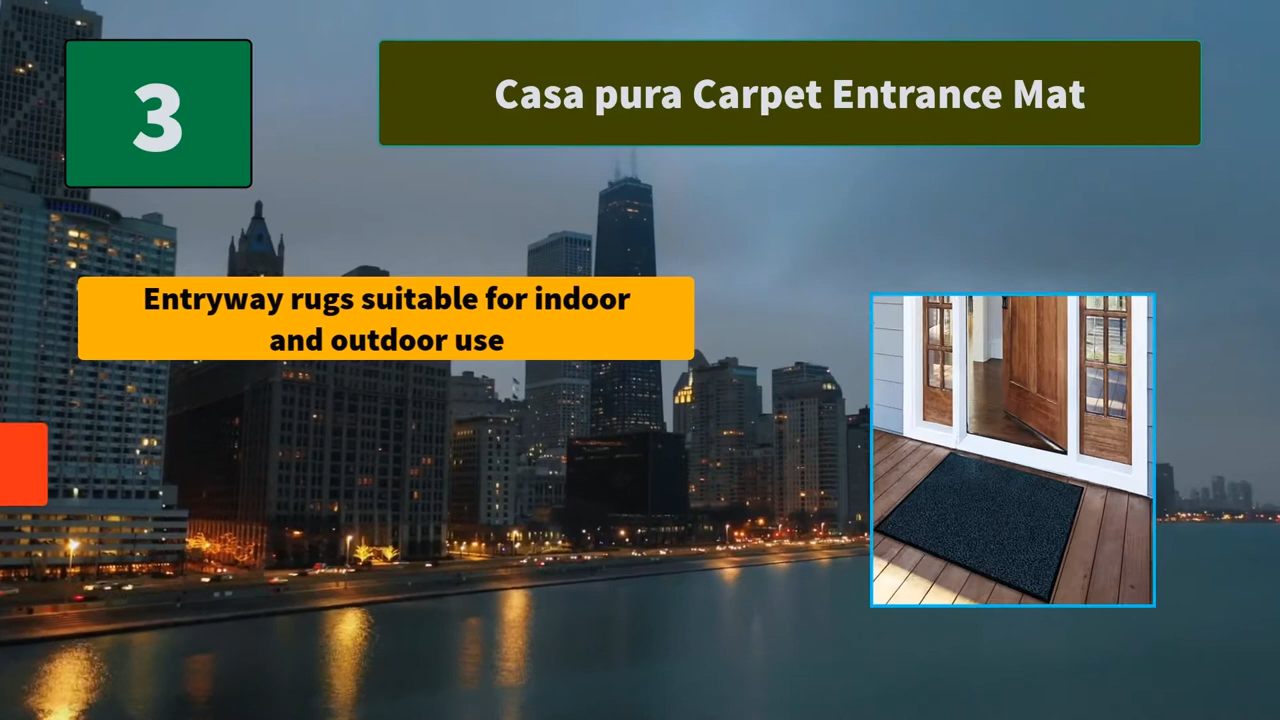 3
Casa pura Carpet Entrance Mat
Entryway rugs suitable for indoor
and outdoor use